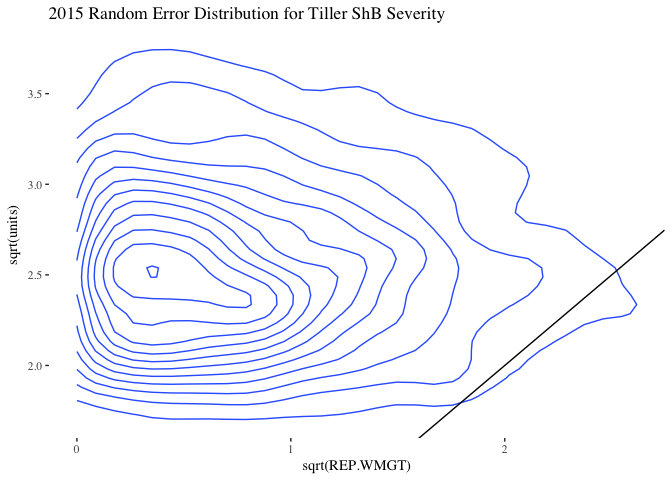 2015 Random Error Distribution for Tiller ShB Severity
sqrt(units)
3.5
3.0
2.5
2.0
0 1 2
sqrt(REP.WMGT)